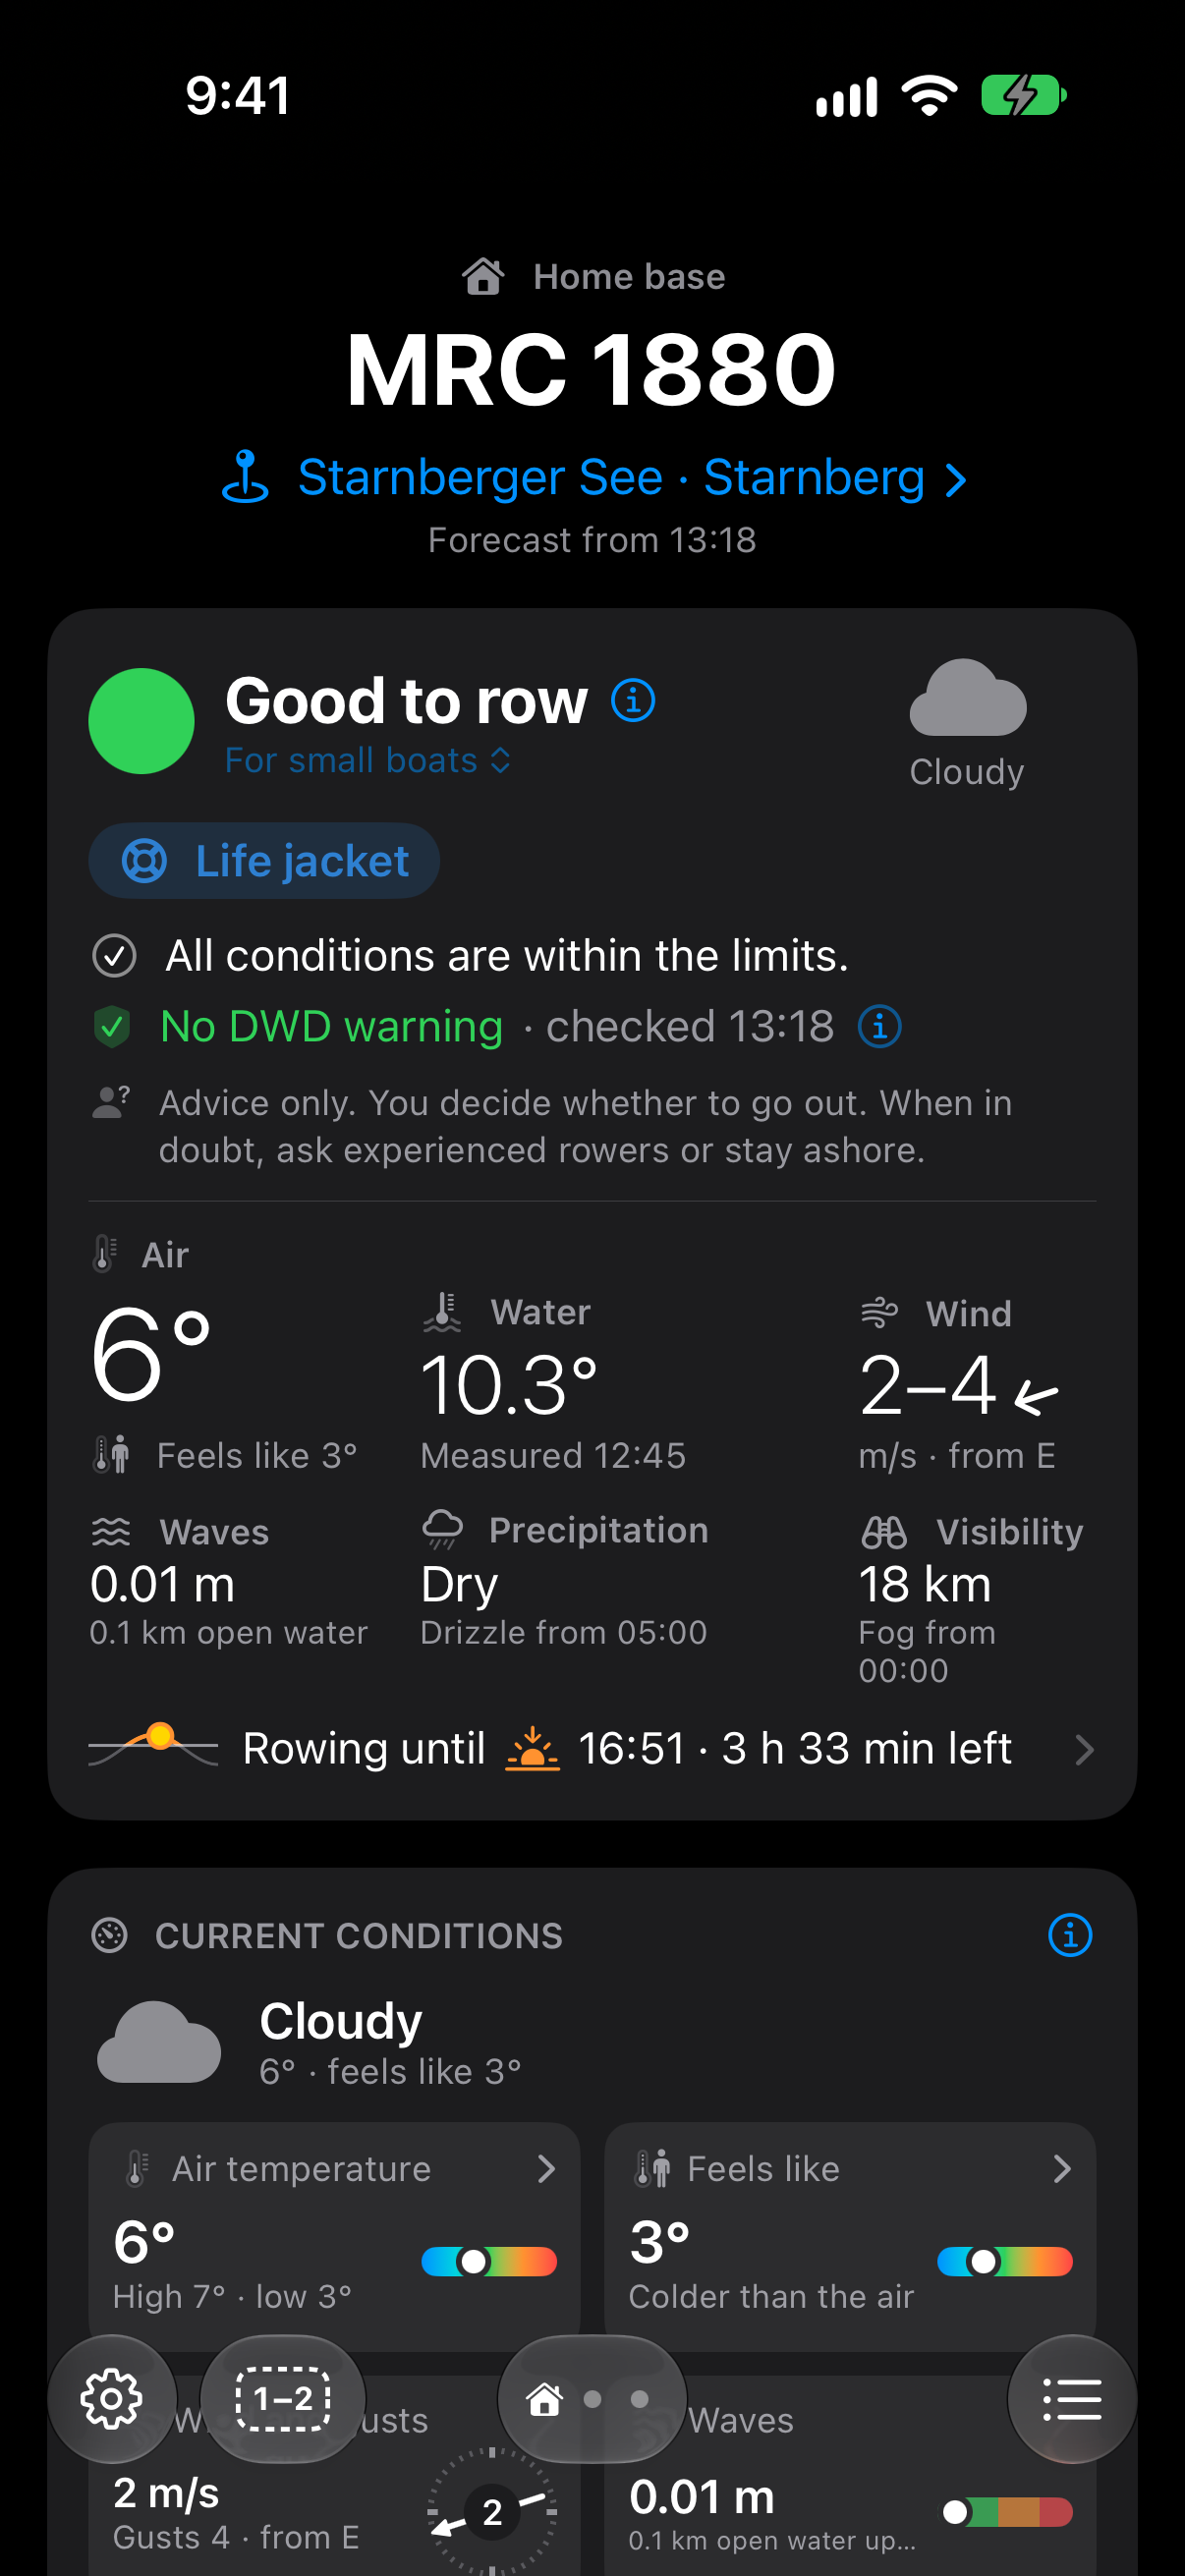 9:41
Home base
MRC 1880
Starnberger See · Starnberg
Forecast from 13:18
Good to row
For small boats
Cloudy
Life jacket
All conditions are within the limits.
No DWD warning · checked 13:18
Advice only. You decide whether to go out. When in
doubt, ask experienced rowers or stay ashore.
Air
6°
Feels like 3°
Water
10.3°
Measured 12:45
Wind
2–4
m/s · from E
Waves
0.01 m
0.1 km open water
Precipitation
Dry
Drizzle from 05:00
Visibility
18 km
Fog from
00:00
Rowing until 16:51 · 3 h 33 min left
CURRENT CONDITIONS
Cloudy
6° · feels like 3°
Air temperature
6°
High 7° · low 3°
Feels like
3°
Colder than the air
1–2
Waves
2 m/s
Gusts 4 · from E
2
0.01 m
0.1 km open water up...